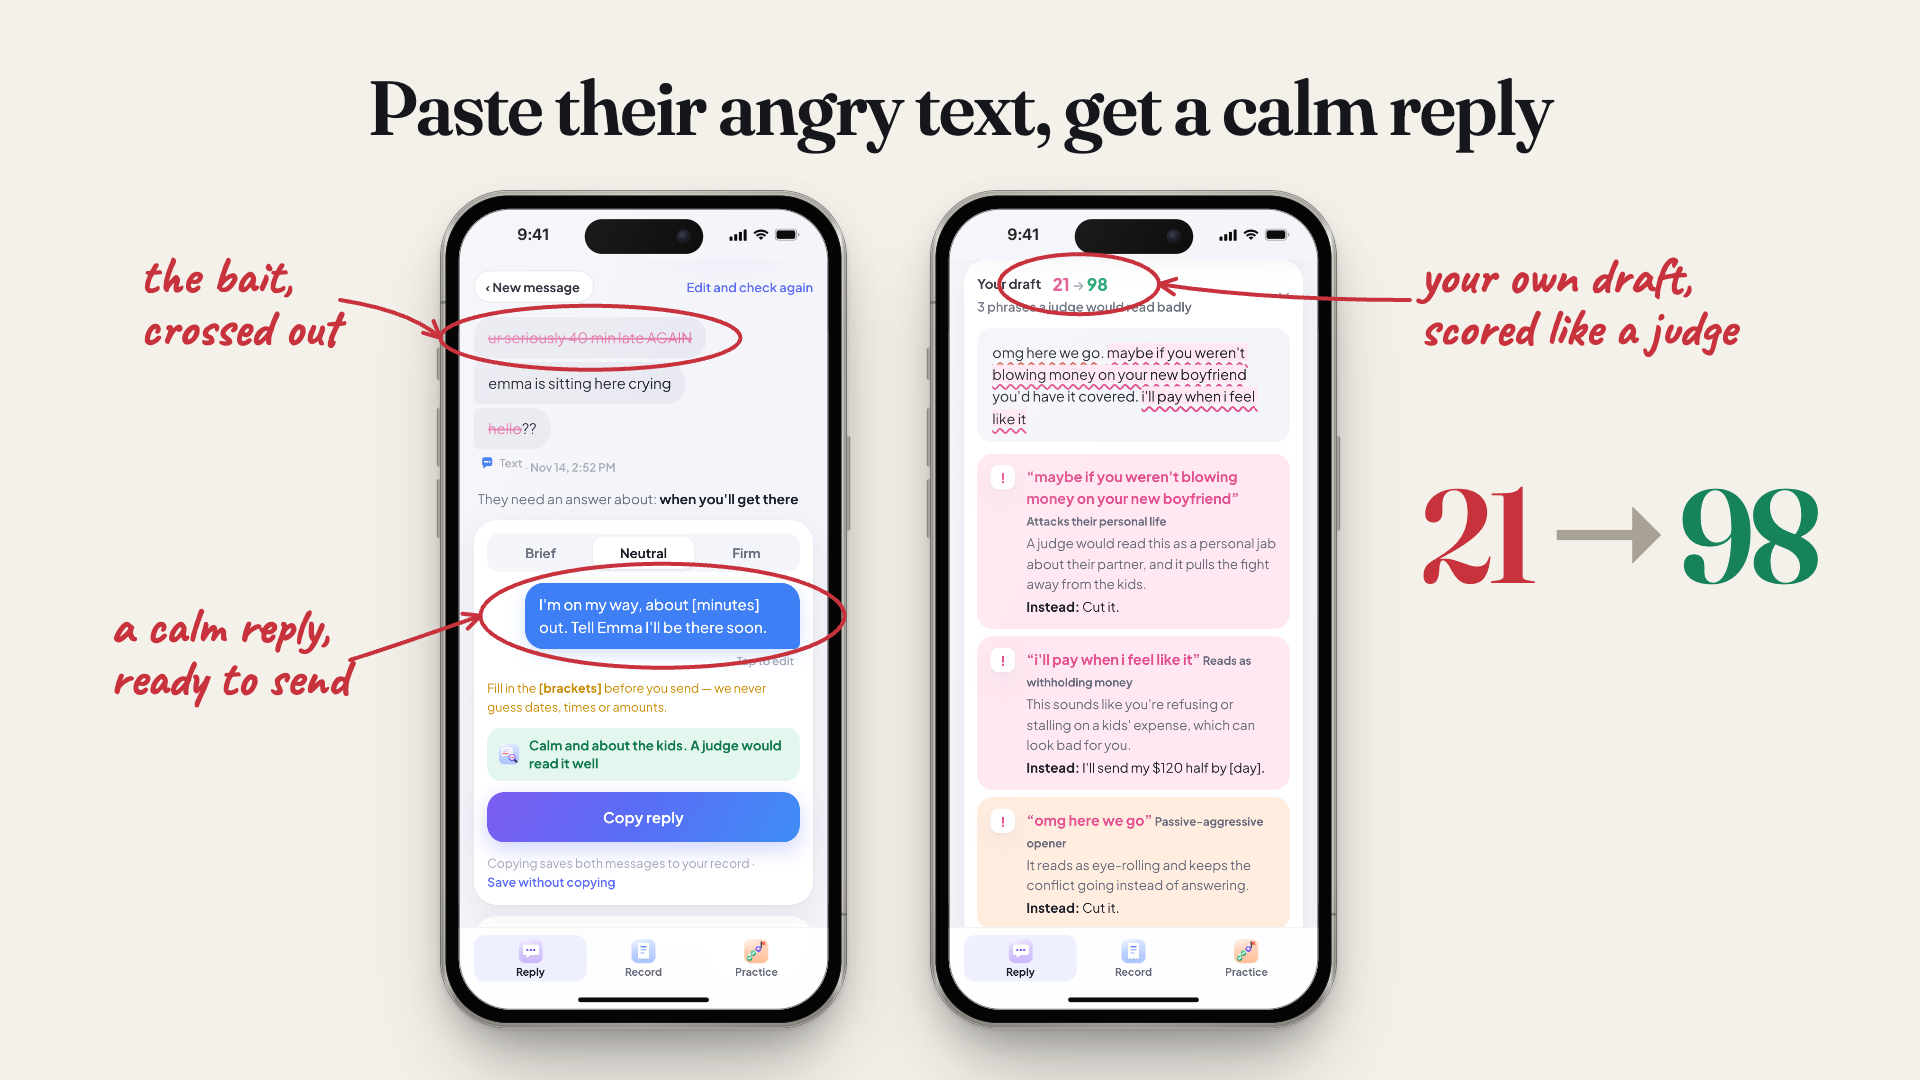 Paste their angry text, get a calm reply
the bait,
crossed out
a calm reply,
ready to send
9:41
‹ New message
Edit and check again
ur seriously 40 min late AGAIN
emma is sitting here crying
hello??
Text · Nov 14, 2:52 PM
They need an answer about: when you'll get there
Brief
Neutral
Firm
I'm on my way, about [minutes]
out. Tell Emma I'll be there soon.
Tap to edit
Fill in the [brackets] before you send — we never
guess dates, times or amounts.
Calm and about the kids. A judge would
read it well
Copy reply
Copying saves both messages to your record ·
Save without copying
Reply
Record
Practice
9:41
Your draft 21 → 98
3 phrases a judge would read badly
omg here we go. maybe if you weren't
blowing money on your new boyfriend
you'd have it covered. i'll pay when i feel
like it
! “maybe if you weren't blowing
money on your new boyfriend”
Attacks their personal life
A judge would read this as a personal jab
about their partner, and it pulls the fight
away from the kids.
Instead: Cut it.
! “i'll pay when i feel like it” Reads as
withholding money
This sounds like you're refusing or
stalling on a kids' expense, which can
look bad for you.
Instead: I'll send my $120 half by [day].
! “omg here we go” Passive-aggressive
opener
It reads as eye-rolling and keeps the
conflict going instead of answering.
Instead: Cut it.
Reply
Record
Practice
your own draft,
scored like a judge
21 → 98